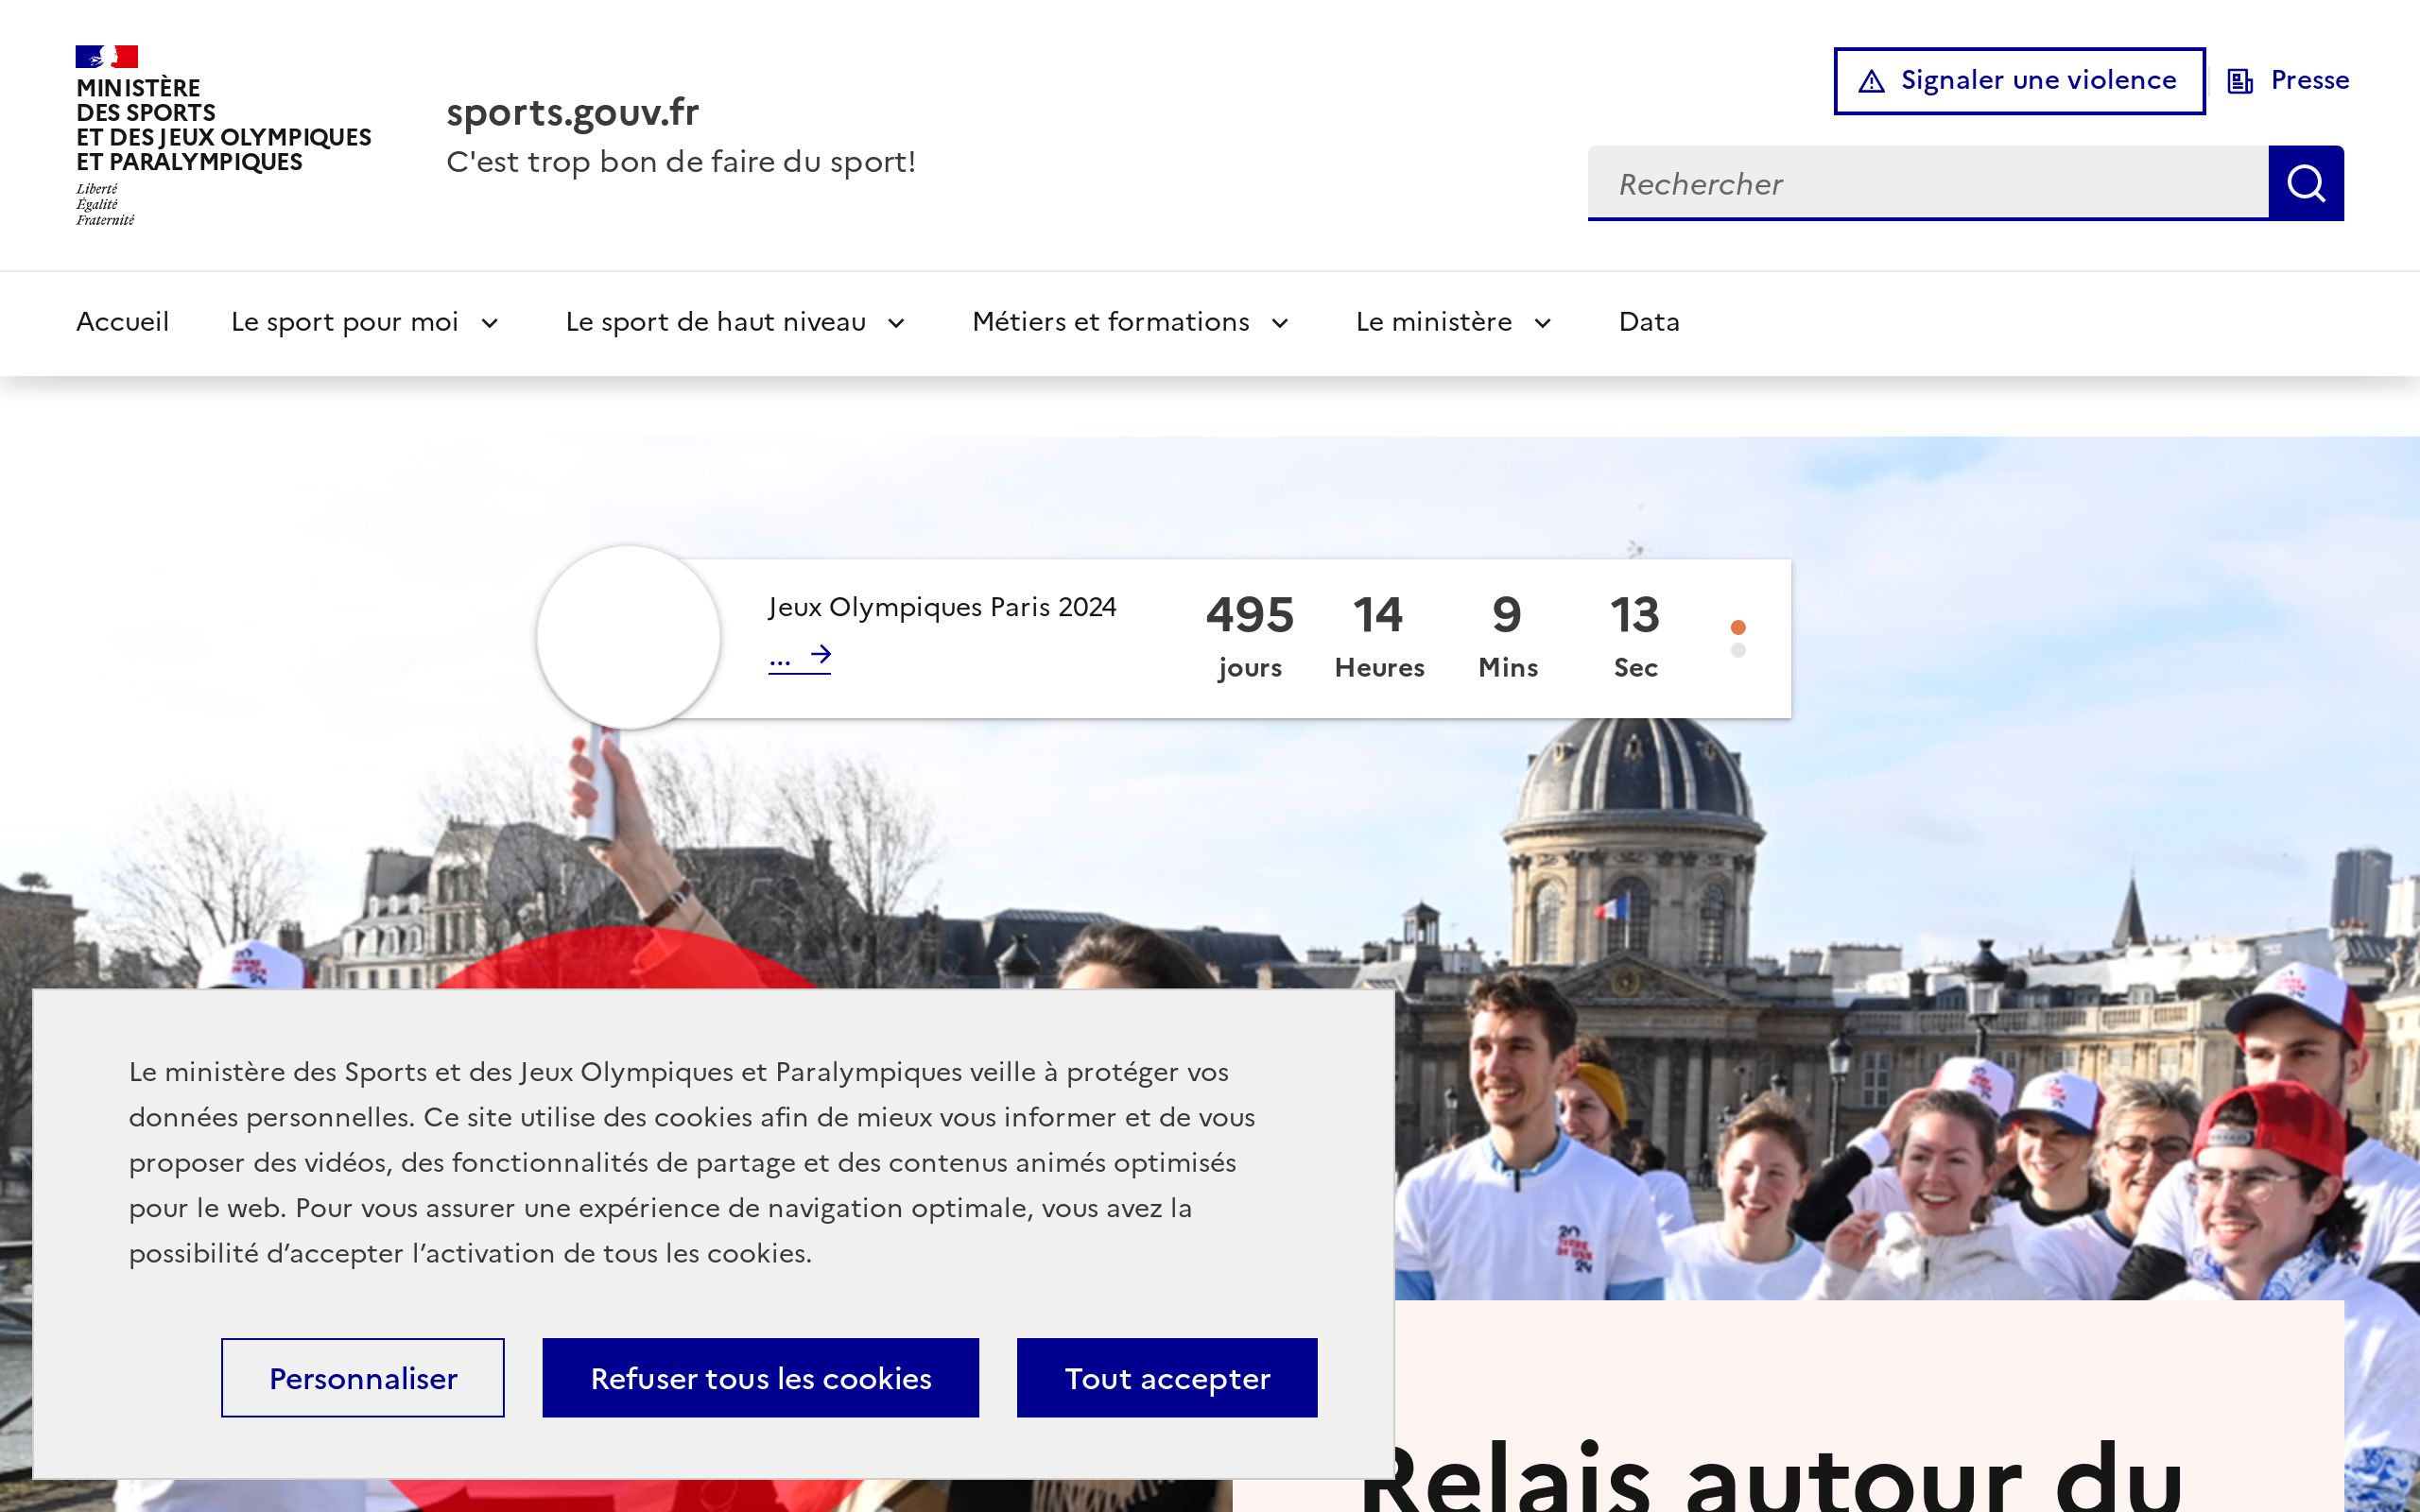 MINISTÈRE
DES SPORTS
ET DES JEUX OLYMPIQUES
ET PARALYMPIQUES
Liberté
Égalité
Fraternité
sports.gouv.fr
C'est trop bon de faire du sport!
Signaler une violence
Presse
Rechercher
Accueil
Le sport pour moi
Le sport de haut niveau
Métiers et formations
Le ministère
Data
Jeux Olympiques Paris 2024
...
495 14 9 13
jours Heures Mins Sec
Le ministère des Sports et des Jeux Olympiques et Paralympiques veille à protéger vos
données personnelles. Ce site utilise des cookies afin de mieux vous informer et de vous
proposer des vidéos, des fonctionnalités de partage et des contenus animés optimisés
pour le web. Pour vous assurer une expérience de navigation optimale, vous avez la
possibilité d’accepter l’activation de tous les cookies.
Personnaliser
Refuser tous les cookies
Tout accepter
20
24
Relais autour du